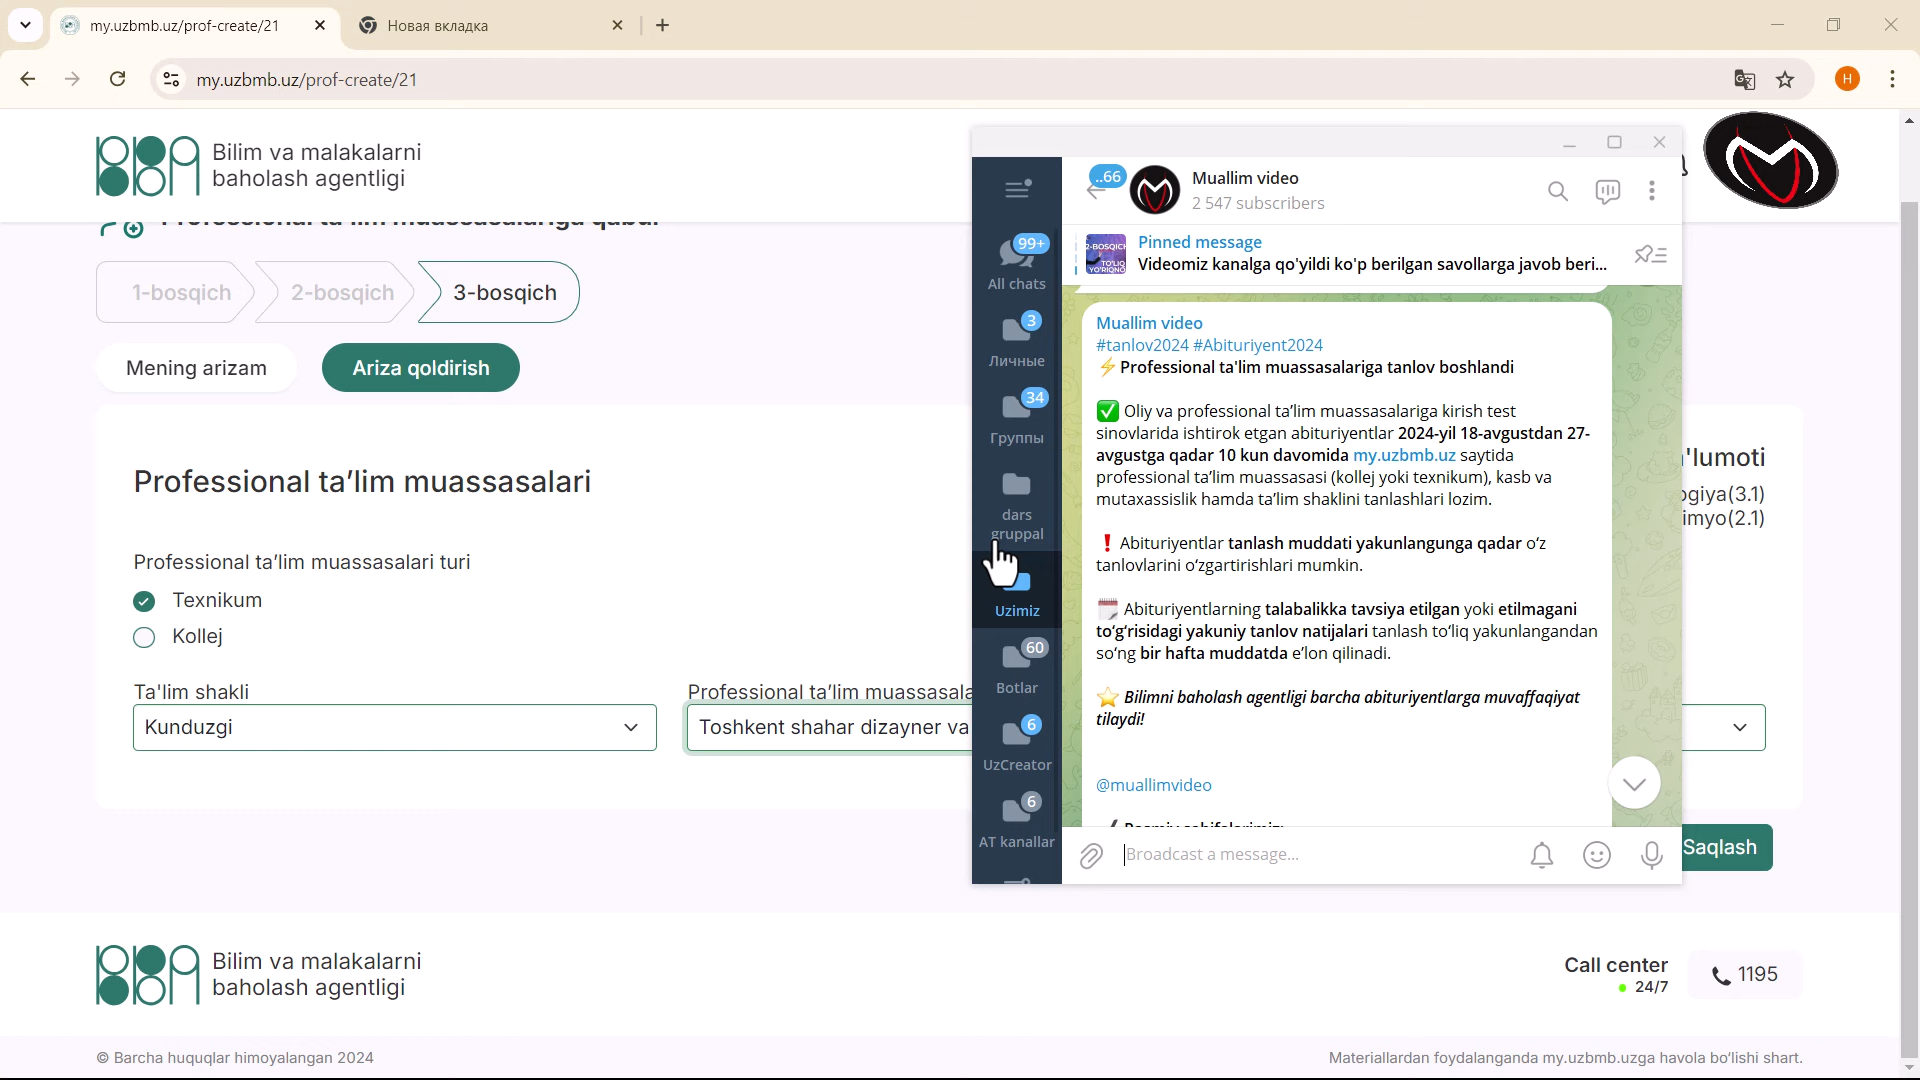 my.uzbmb.uz/prof-create/21
Новая вкладка
my.uzbmb.uz/prof-create/21
H
Bilim va malakalarni
baholash agentligi
1-bosqich
2-bosqich
3-bosqich
Mening arizam
Ariza qoldirish
Professional ta’lim muassasalari
Professional ta’lim muassasalari turi
Texnikum
Kollej
Ta'lim shakli
Kunduzgi
Professional ta’lim muassasala
Toshkent shahar dizayner va
'lumoti
ogiya(3.1)
imyo(2.1)
Saqlash
..66
Muallim video
2 547 subscribers
Pinned message
Videomiz kanalga qo'yildi ko'p berilgan savollarga javob beri...
2-BOSQICH
TO'LIQ
YO'RIQNO
99+
All chats
3
Личные
34
Группы
dars
gruppal
Uzimiz
60
Botlar
6
UzCreator
6
AT kanallar
Muallim video
#tanlov2024 #Abituriyent2024
⚡Professional ta'lim muassasalariga tanlov boshlandi
✅ Oliy va professional ta’lim muassasalariga kirish test
sinovlarida ishtirok etgan abituriyentlar 2024-yil 18-avgustdan 27-
avgustga qadar 10 kun davomida my.uzbmb.uz saytida
professional ta’lim muassasasi (kollej yoki texnikum), kasb va
mutaxassislik hamda ta’lim shaklini tanlashlari lozim.
❗ Abituriyentlar tanlash muddati yakunlangunga qadar o‘z
tanlovlarini o‘zgartirishlari mumkin.
🗓 Abituriyentlarning talabalikka tavsiya etilgan yoki etilmagani
to‘g‘risidagi yakuniy tanlov natijalari tanlash to‘liq yakunlangandan
so‘ng bir hafta muddatda e’lon qilinadi.
⭐ Bilimni baholash agentligi barcha abituriyentlarga muvaffaqiyat
tilaydi!
@muallimvideo
Broadcast a message...
Bilim va malakalarni
baholash agentligi
Call center
24/7
1195
© Barcha huquqlar himoyalangan 2024
Materiallardan foydalanganda my.uzbmb.uzga havola bo‘lishi shart.